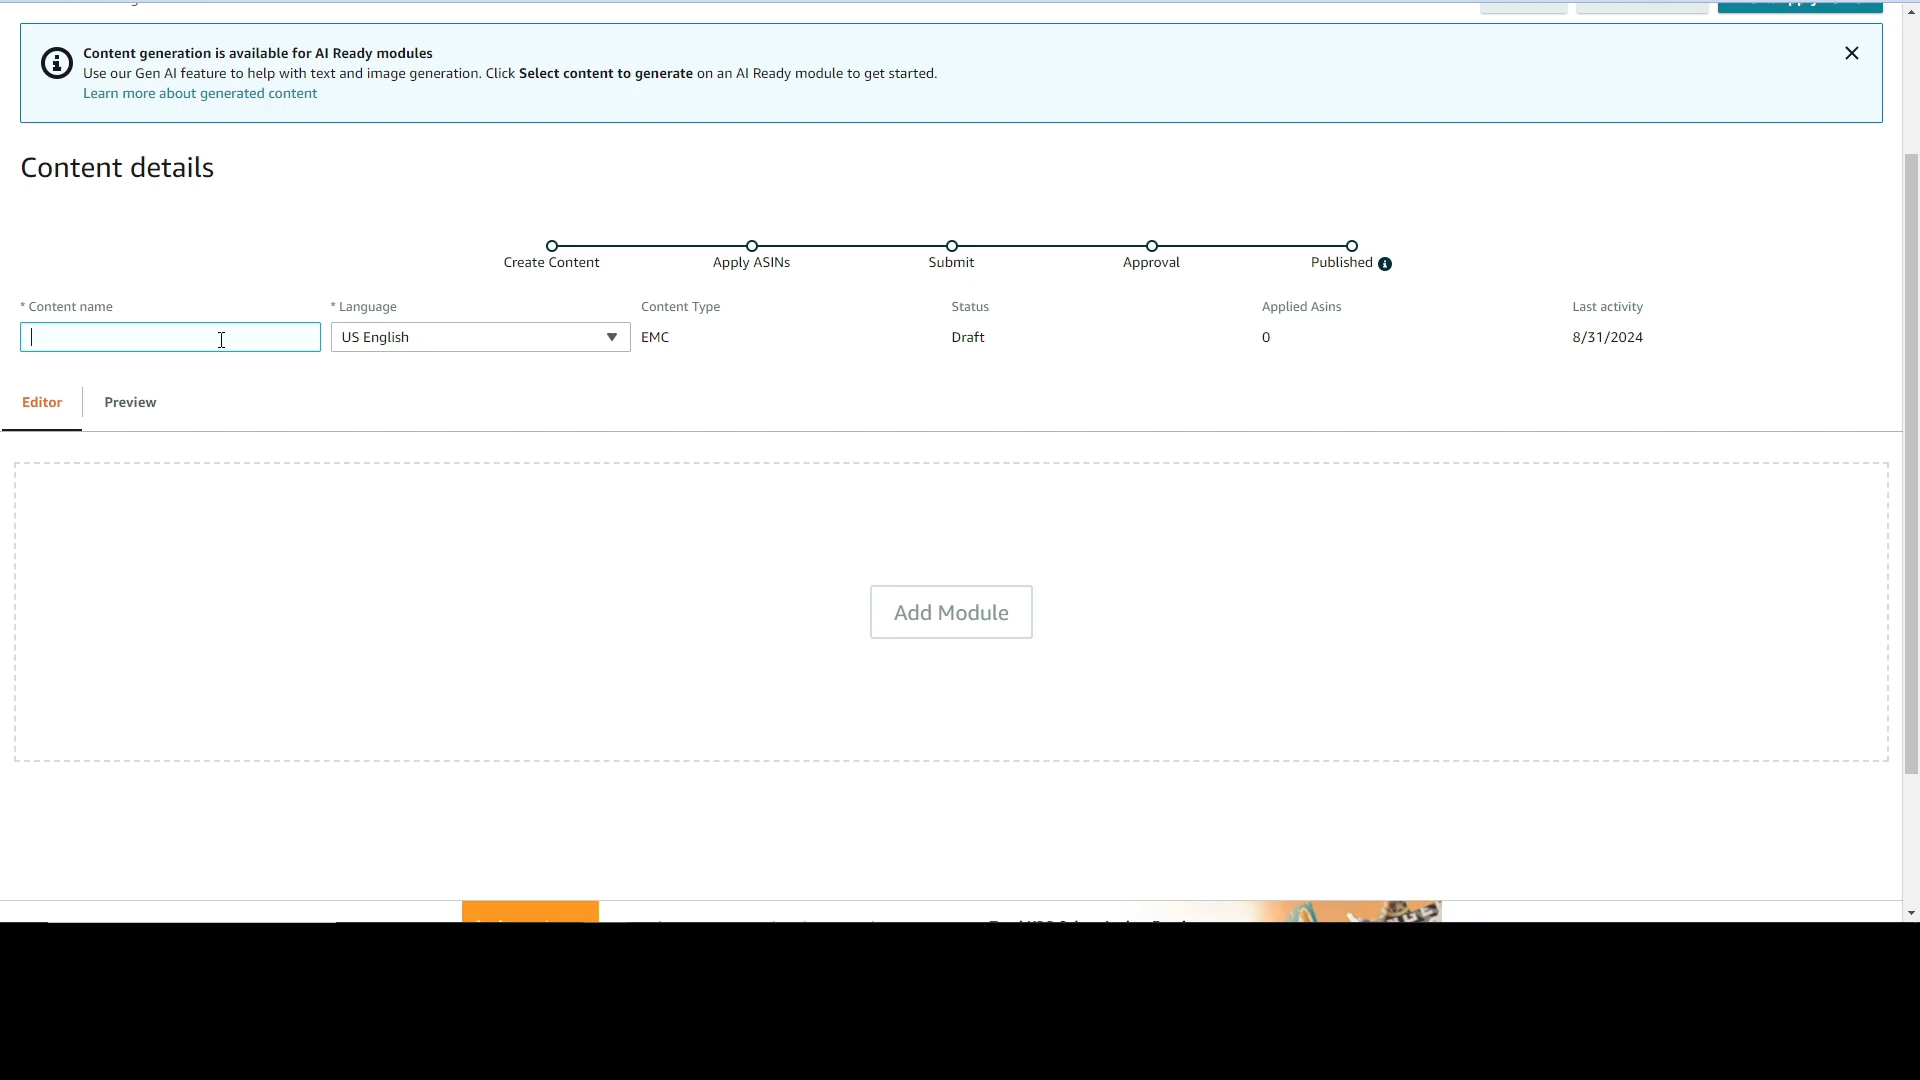 Content generation is available for AI Ready modules
Use our Gen AI feature to help with text and image generation. Click Select content to generate on an AI Ready module to get started.
Learn more about generated content
Content details
Create Content Apply ASINs Submit Approval Published
* Content name * Language Content Type Status Applied Asins Last activity
US English EMC Draft 0 8/31/2024
Editor Preview
Add Module